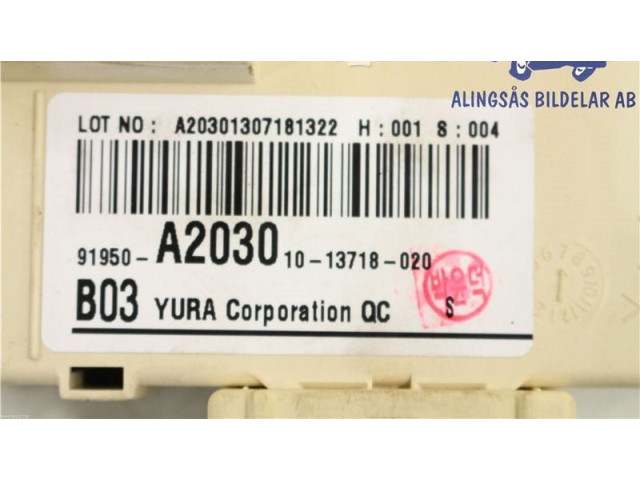 ALINGSÅS BILDELAR AB
LOT NO: A20301307181322 H:001 S:004
91950-A2030 10-13718-020
B03 YURA Corporation QC S